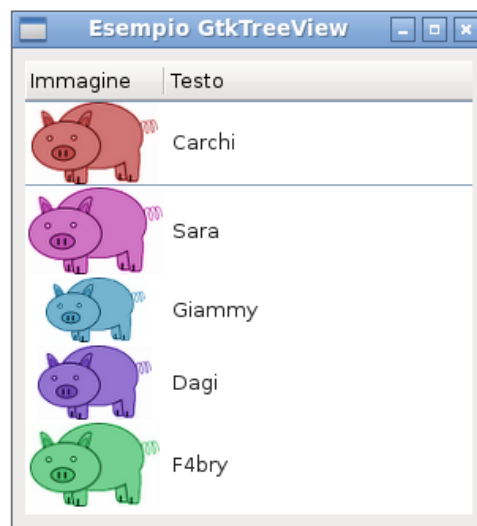 Esempio GtkTreeView
Immagine Testo
Carchi
Sara
Giammy
Dagi
F4bry